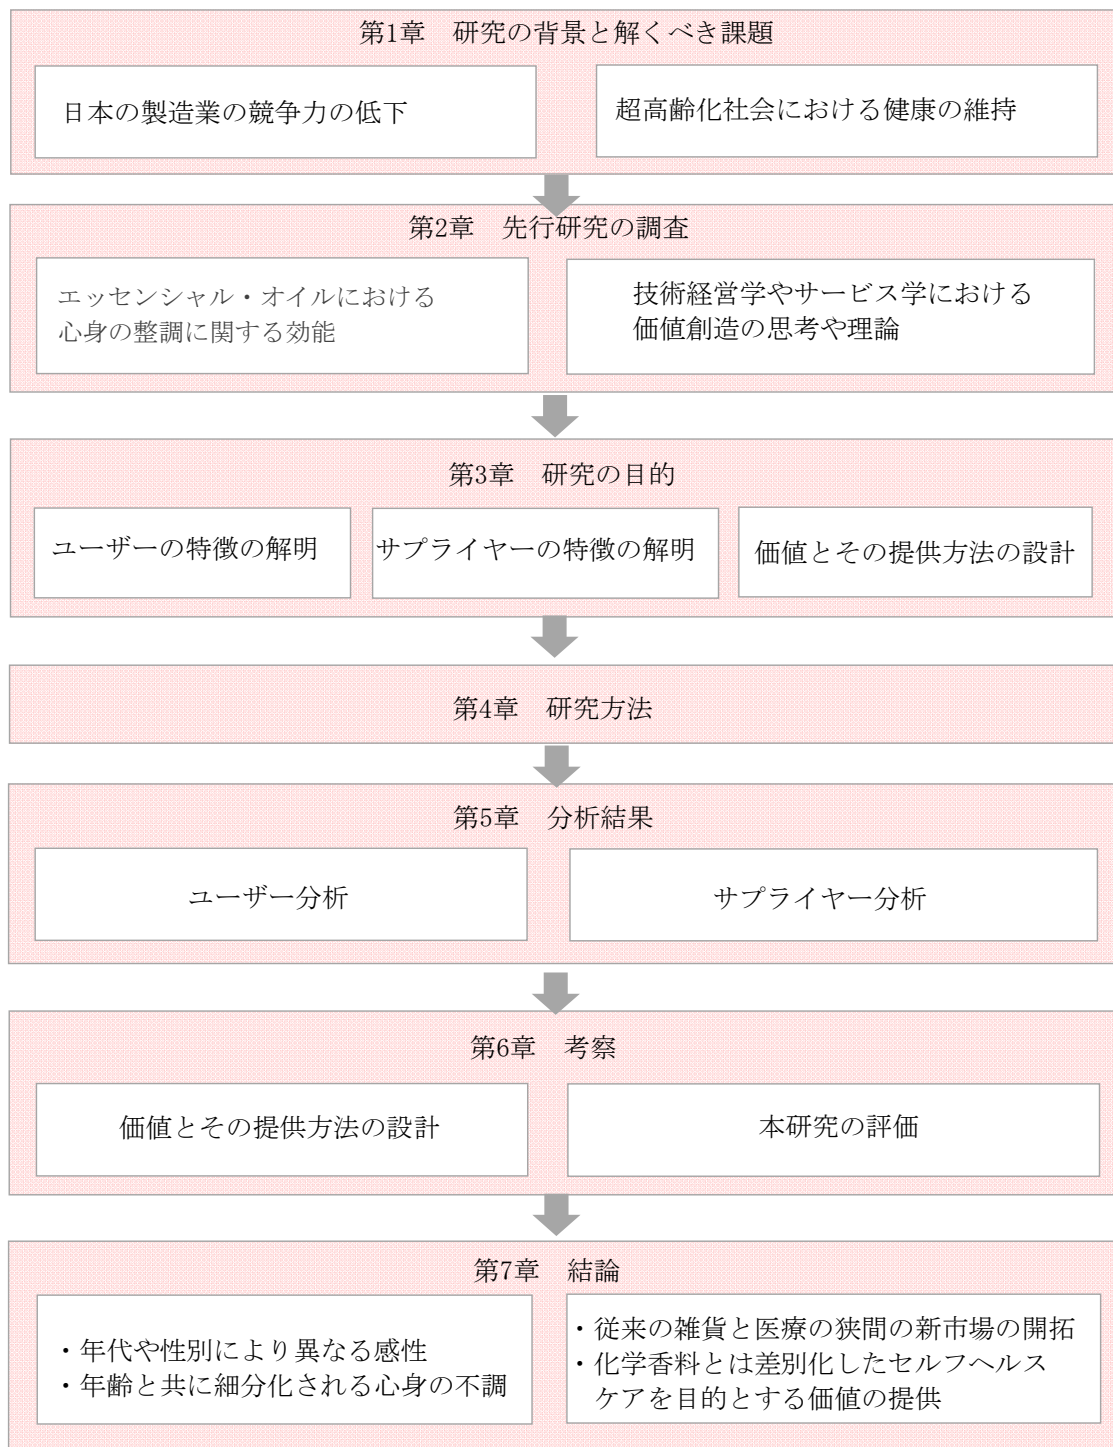 第1章　研究の背景と解くべき課題
日本の製造業の競争力の低下
超高齢化社会における健康の維持
第2章　先行研究の調査
エッセンシャル・オイルにおける
心身の整調に関する効能
技術経営学やサービス学における
価値創造の思考や理論
第3章　研究の目的
ユーザーの特徴の解明
サプライヤーの特徴の解明
価値とその提供方法の設計
第4章　研究方法
第5章　分析結果
ユーザー分析
サプライヤー分析
第6章　考察
価値とその提供方法の設計
本研究の評価
第7章　結論
・年代や性別により異なる感性
・年齢と共に細分化される心身の不調
・従来の雑貨と医療の狭間の新市場の開拓
・化学香料とは差別化したセルフヘルス
ケアを目的とする価値の提供